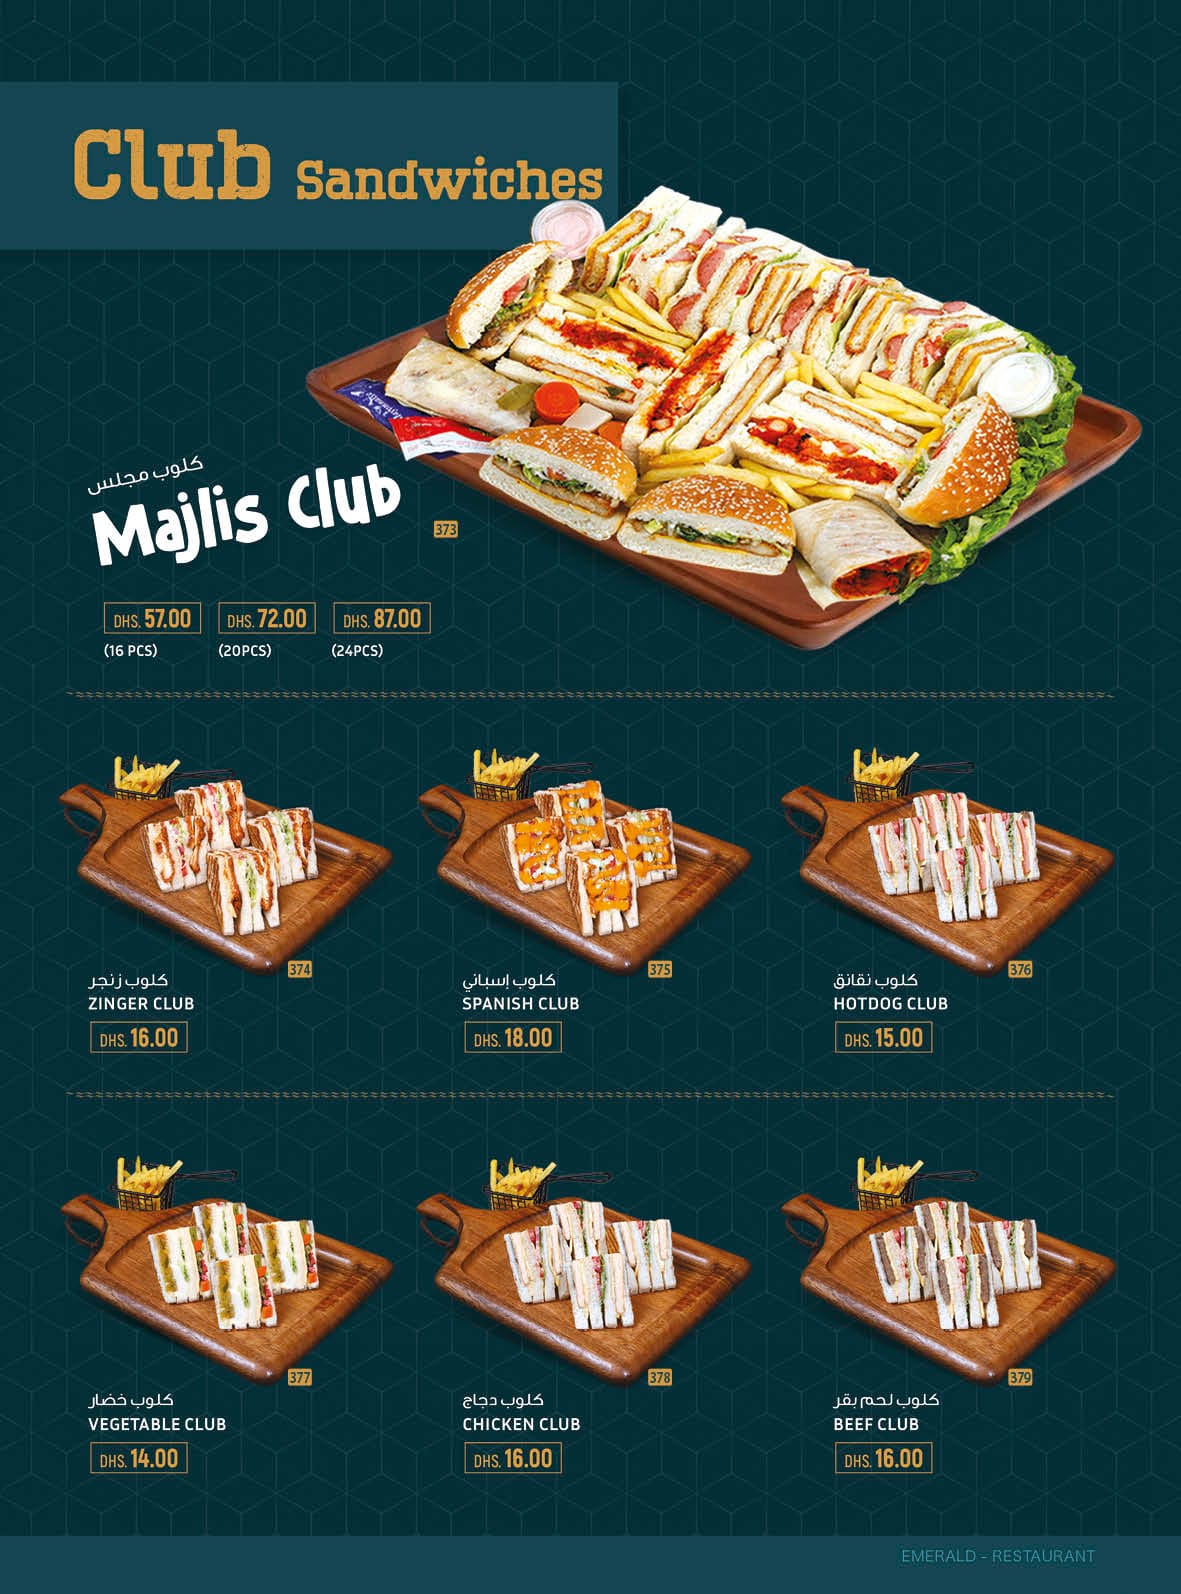 Club Sandwiches
كلوب مجلس
Majlis Club
373
DHS. 57.00 DHS. 72.00 DHS. 87.00
(16 PCS) (20PCS) (24PCS)
374 375 376
كلوب زنجر كلوب إسباني كلوب نقانق
ZINGER CLUB SPANISH CLUB HOTDOG CLUB
DHS. 16.00 DHS. 18.00 DHS. 15.00
377 378 379
كلوب خضار كلوب دجاج كلوب لحم بقر
VEGETABLE CLUB CHICKEN CLUB BEEF CLUB
DHS. 14.00 DHS. 16.00 DHS. 16.00
EMERALD - RESTAURANT